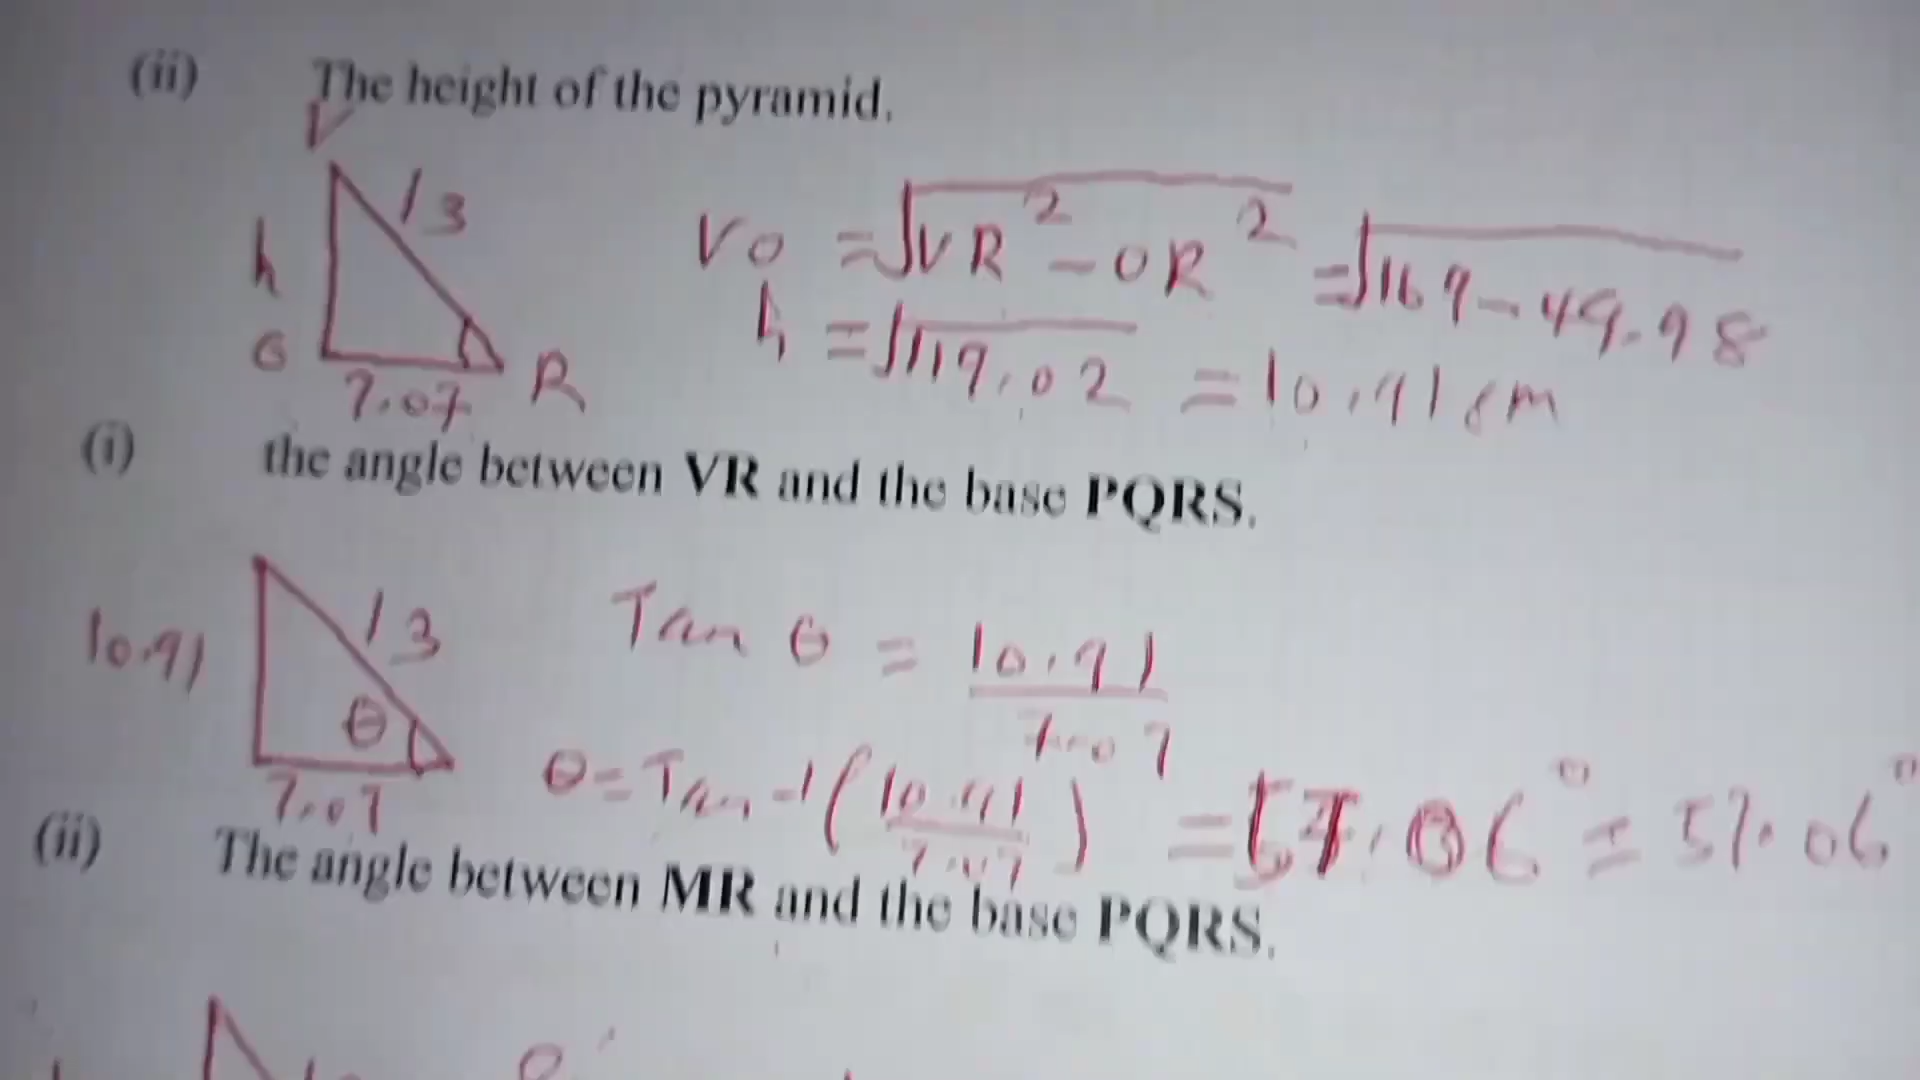 (ii) The height of the pyramid.
V
13
h
O
7.07 R
VO = √VR² - OR² = √169 - 49.98
h = √119.02 = 10.91 cm
(i) the angle between VR and the base PQRS.
10.91
13
θ
7.07
Tan θ = 10.91 / 7.07
θ = Tan -1 (10.91 / 7.07) = 57.06° = 57.06°
(ii) The angle between MR and the base PQRS.